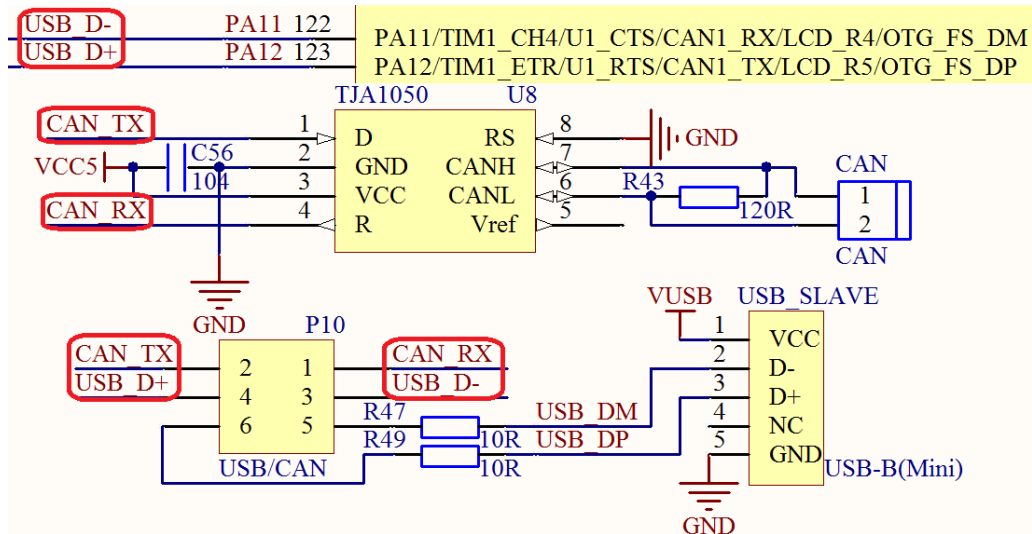 USB_D- PA11 122 PA11/TIM1_CH4/U1_CTS/CAN1_RX/LCD_R4/OTG_FS_DM
USB_D+ PA12 123 PA12/TIM1_ETR/U1_RTS/CAN1_TX/LCD_R5/OTG_FS_DP
TJA1050 U8
CAN_TX 1 D RS 8 GND
VCC5 C56 104 2 GND CANH 7 CAN
3 VCC CANL 6 R43 120R 1
CAN_RX 4 R Vref 5 2
CAN
GND
P10 VUSB USB_SLAVE
1 VCC
CAN_TX 2 1 CAN_RX 2 D-
USB_D+ 4 3 USB_D- 3 D+
6 5 R47 10R USB_DM 4 NC
R49 10R USB_DP 5 GND
USB/CAN USB-B(Mini)
GND